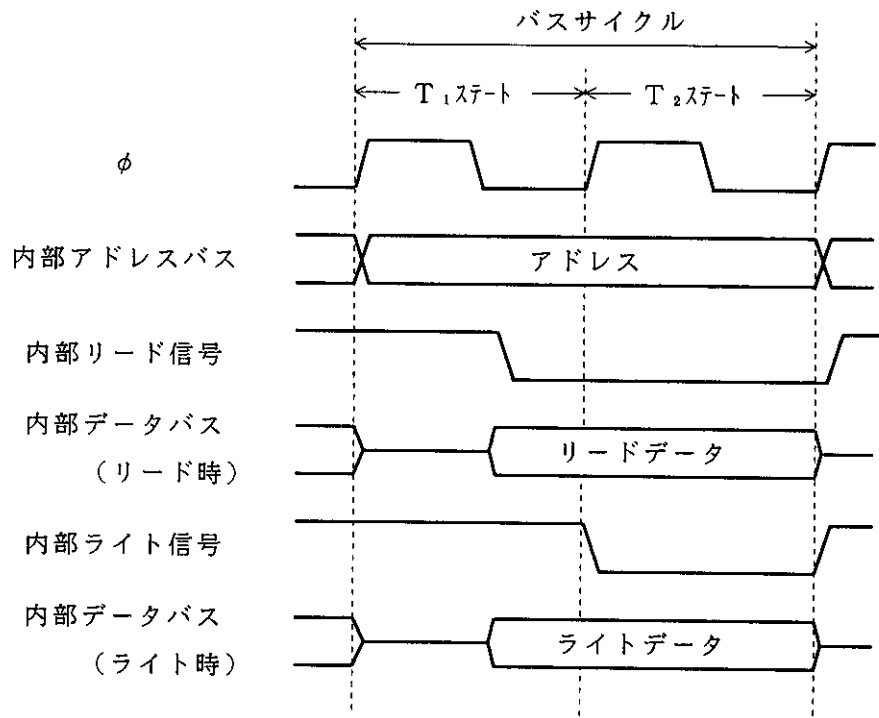 バスサイクル
T₁ステート
T₂ステート
φ
内部アドレスバス
アドレス
内部リード信号
内部データバス
(リード時)
リードデータ
内部ライト信号
内部データバス
(ライト時)
ライトデータ